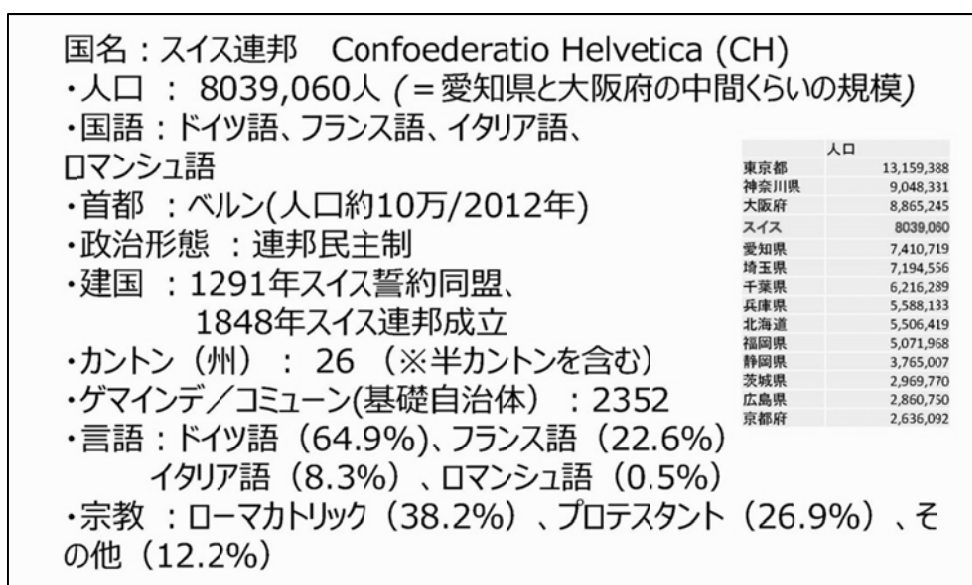 国名：スイス連邦　Confoederatio Helvetica (CH)
・人口 ： 8039,060人 (＝愛知県と大阪府の中間くらいの規模)
・国語：ドイツ語、フランス語、イタリア語、
ロマンシュ語
・首都 ：ベルン(人口約10万/2012年)
・政治形態 ：連邦民主制
・建国 ：1291年スイス誓約同盟、
1848年スイス連邦成立
・カントン（州）： 26 （※半カントンを含む）
・ゲマインデ／コミューン(基礎自治体）：2352
・言語：ドイツ語（64.9%）、フランス語（22.6%）
イタリア語（8.3%）、ロマンシュ語（0.5%）
・宗教 ：ローマカトリック（38.2%）、プロテスタント（26.9%）、そ
の他（12.2%）
人口
東京都 13,159,388
神奈川県 9,048,331
大阪府 8,865,245
スイス 8039,060
愛知県 7,410,719
埼玉県 7,194,556
千葉県 6,216,289
兵庫県 5,588,133
北海道 5,506,419
福岡県 5,071,968
静岡県 3,765,007
茨城県 2,969,770
広島県 2,860,750
京都府 2,636,092